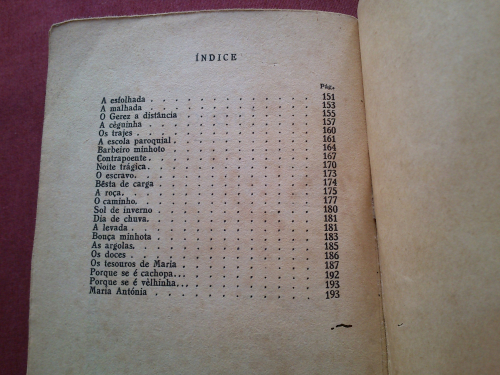 ÍNDICE
Pág.
A esfolhada . . . . . . . . . . . . 151
A malhada . . . . . . . . . . . . 153
O Gerez a distância . . . . . . . . . . 155
A cèguinha . . . . . . . . . . . . 157
Os trajes . . . . . . . . . . . . 160
A escola paroquial . . . . . . . . . . 161
Barbeiro minhoto . . . . . . . . . . 164
Contrapoente . . . . . . . . . . . . 167
Noite trágica . . . . . . . . . . . 170
O escravo . . . . . . . . . . . . 173
Bêsta de carga . . . . . . . . . . . 174
A roça . . . . . . . . . . . . . 175
O caminho . . . . . . . . . . . . 177
Sol de inverno . . . . . . . . . . . 180
Dia de chuva . . . . . . . . . . . 181
A levada . . . . . . . . . . . . 181
Bouça minhota . . . . . . . . . . . 183
As argolas . . . . . . . . . . . . 185
Os doces . . . . . . . . . . . . 186
Os tesouros de Maria . . . . . . . . . 187
Porque se é cachopa... . . . . . . . . . 192
Porque se é vèlhinha... . . . . . . . . . 193
Maria Antónia . . . . . . . . . . . 193